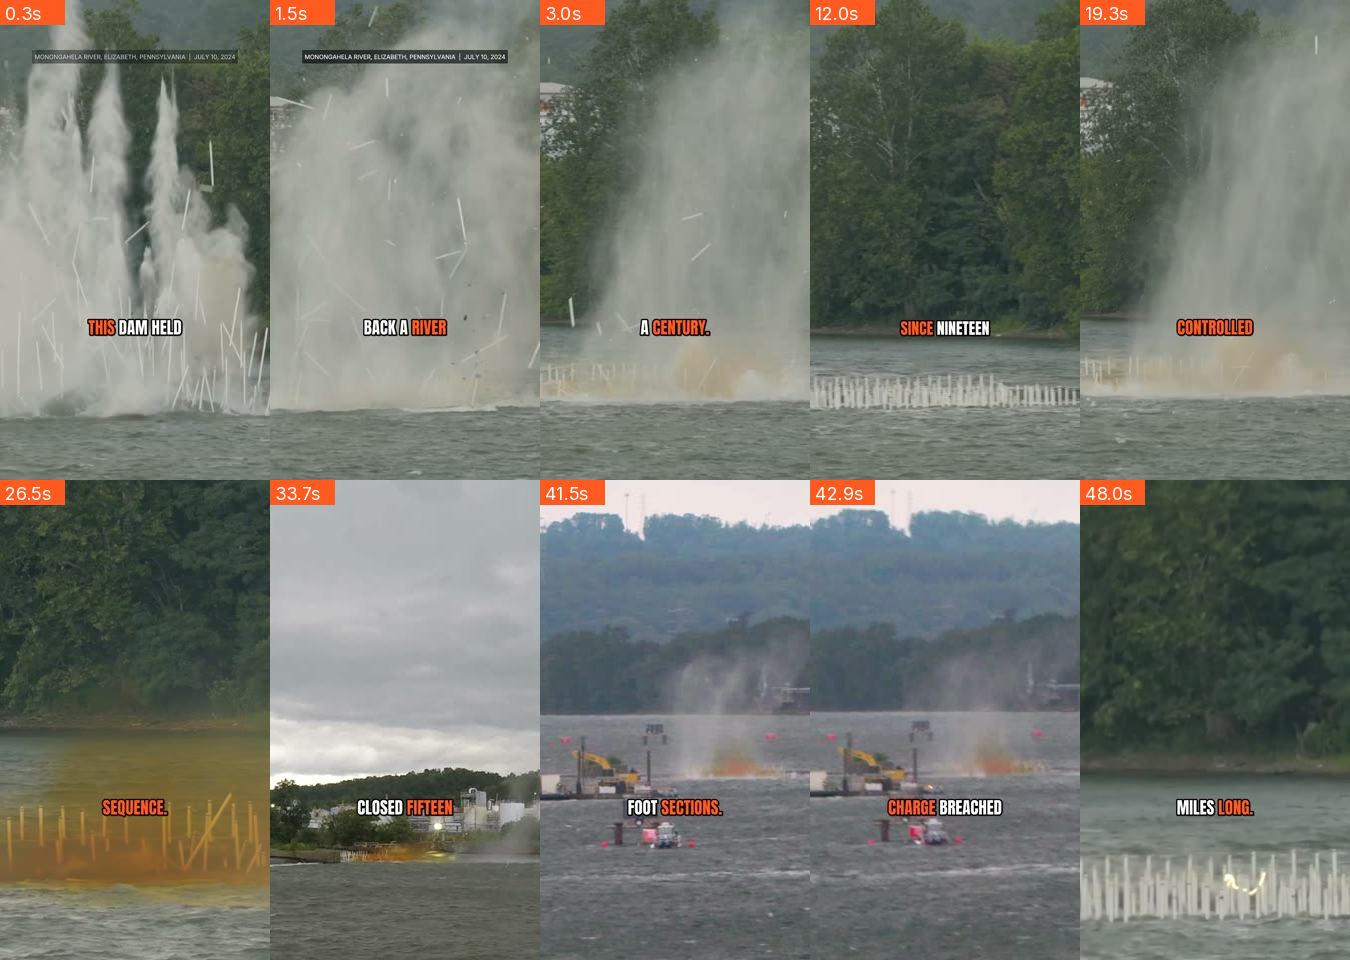 0.3s
MONONGAHELA RIVER, ELIZABETH, PENNSYLVANIA | JULY 10, 2024
THIS DAM HELD
1.5s
MONONGAHELA RIVER, ELIZABETH, PENNSYLVANIA | JULY 10, 2024
BACK A RIVER
3.0s
A CENTURY.
12.0s
SINCE NINETEEN
19.3s
CONTROLLED
26.5s
SEQUENCE.
33.7s
CLOSED FIFTEEN
41.5s
FOOT SECTIONS.
42.9s
CHARGE BREACHED
48.0s
MILES LONG.